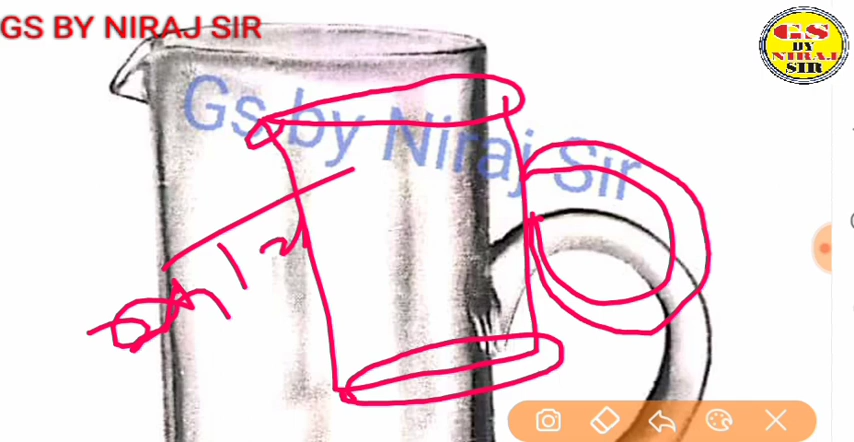 GS BY NIRAJ SIR
GS
BY
NIRAJ
SIR
Gs by Niraj Sir